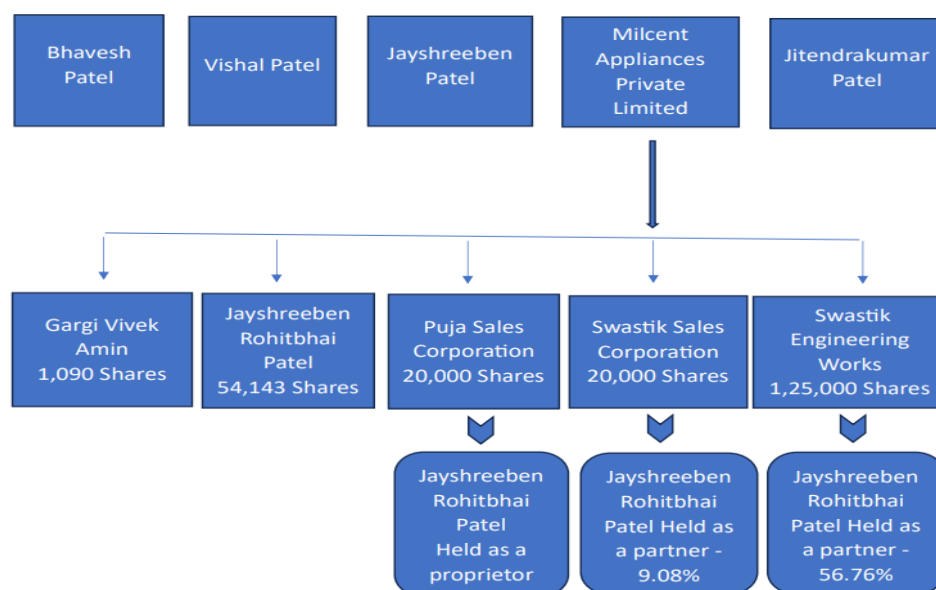 Bhavesh
Patel
Vishal Patel
Jayshreeben
Patel
Milcent
Appliances
Private
Limited
Jitendrakumar
Patel
Gargi Vivek
Amin
1,090 Shares
Jayshreeben
Rohitbhai
Patel
54,143 Shares
Puja Sales
Corporation
20,000 Shares
Swastik Sales
Corporation
20,000 Shares
Swastik
Engineering
Works
1,25,000 Shares
Jayshreeben
Rohitbhai
Patel
Held as a
proprietor
Jayshreeben
Rohitbhai
Patel Held as
a partner -
9.08%
Jayshreeben
Rohitbhai
Patel Held as
a partner -
56.76%